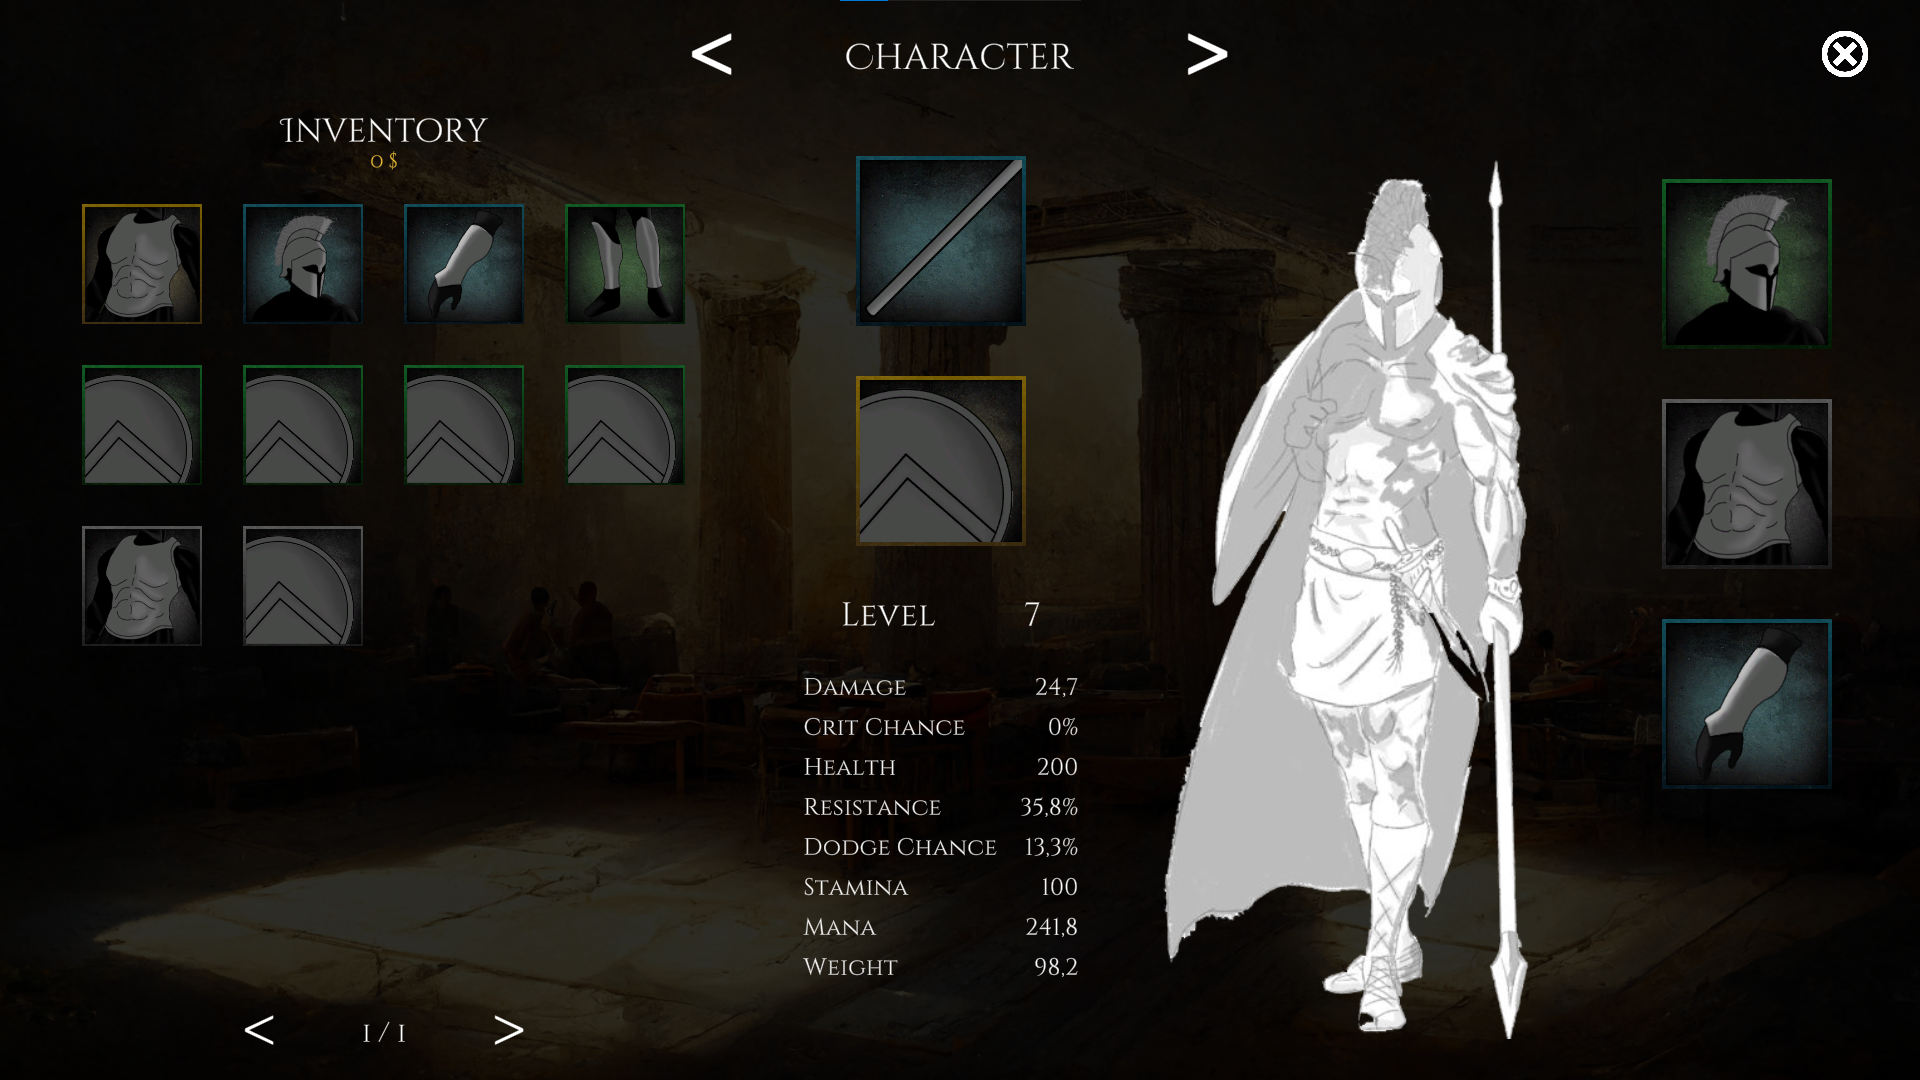 < CHARACTER >
INVENTORY
0 $
LEVEL 7
DAMAGE 24,7
CRIT CHANCE 0%
HEALTH 200
RESISTANCE 35,8%
DODGE CHANCE 13,3%
STAMINA 100
MANA 241,8
WEIGHT 98,2
< 1 / 1 >